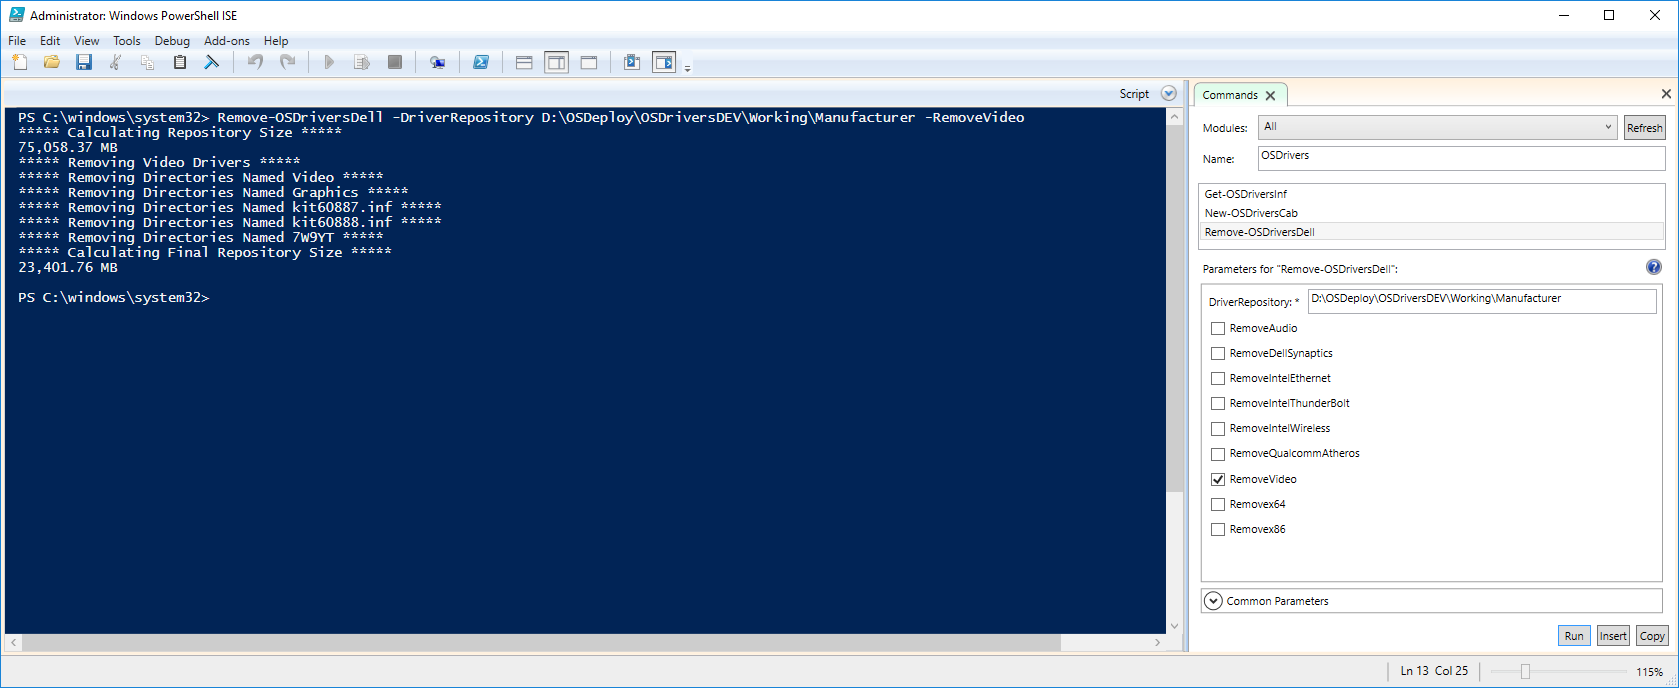 Administrator: Windows PowerShell ISE
File Edit View Tools Debug Add-ons Help
Script
PS C:\windows\system32> Remove-OSDriversDell -DriverRepository D:\OSDeploy\OSDriversDEV\Working\Manufacturer -RemoveVideo
***** Calculating Repository Size *****
75,058.37 MB
***** Removing Video Drivers *****
***** Removing Directories Named Video *****
***** Removing Directories Named Graphics *****
***** Removing Directories Named kit60887.inf *****
***** Removing Directories Named kit60888.inf *****
***** Removing Directories Named 7W9YT *****
***** Calculating Final Repository Size *****
23,401.76 MB
PS C:\windows\system32>
Commands
Modules: All Refresh
Name: OSDrivers
Get-OSDriversInf
New-OSDriversCab
Remove-OSDriversDell
Parameters for "Remove-OSDriversDell":
DriverRepository: * D:\OSDeploy\OSDriversDEV\Working\Manufacturer
RemoveAudio
RemoveDellSynaptics
RemoveIntelEthernet
RemoveIntelThunderBolt
RemoveIntelWireless
RemoveQualcommAtheros
RemoveVideo
Removex64
Removex86
Common Parameters
Run Insert Copy
Ln 13 Col 25 115%